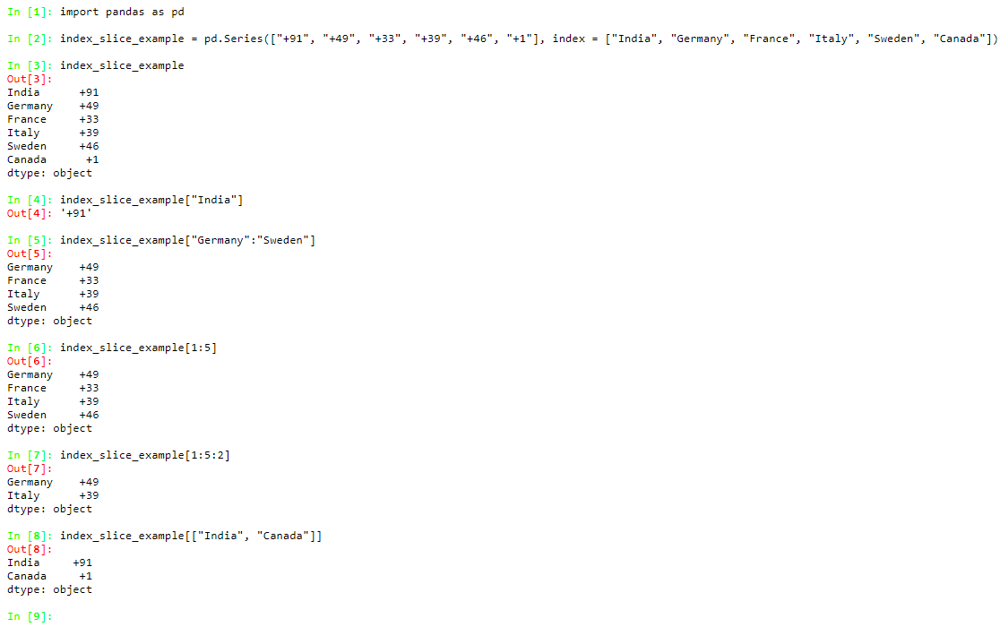 In [1]: import pandas as pd
In [2]: index_slice_example = pd.Series(["+91", "+49", "+33", "+39", "+46", "+1"], index = ["India", "Germany", "France", "Italy", "Sweden", "Canada"])
In [3]: index_slice_example
Out[3]:
India      +91
Germany    +49
France     +33
Italy      +39
Sweden     +46
Canada      +1
dtype: object
In [4]: index_slice_example["India"]
Out[4]: '+91'
In [5]: index_slice_example["Germany":"Sweden"]
Out[5]:
Germany    +49
France     +33
Italy      +39
Sweden     +46
dtype: object
In [6]: index_slice_example[1:5]
Out[6]:
Germany    +49
France     +33
Italy      +39
Sweden     +46
dtype: object
In [7]: index_slice_example[1:5:2]
Out[7]:
Germany    +49
Italy      +39
dtype: object
In [8]: index_slice_example[["India", "Canada"]]
Out[8]:
India     +91
Canada     +1
dtype: object
In [9]: